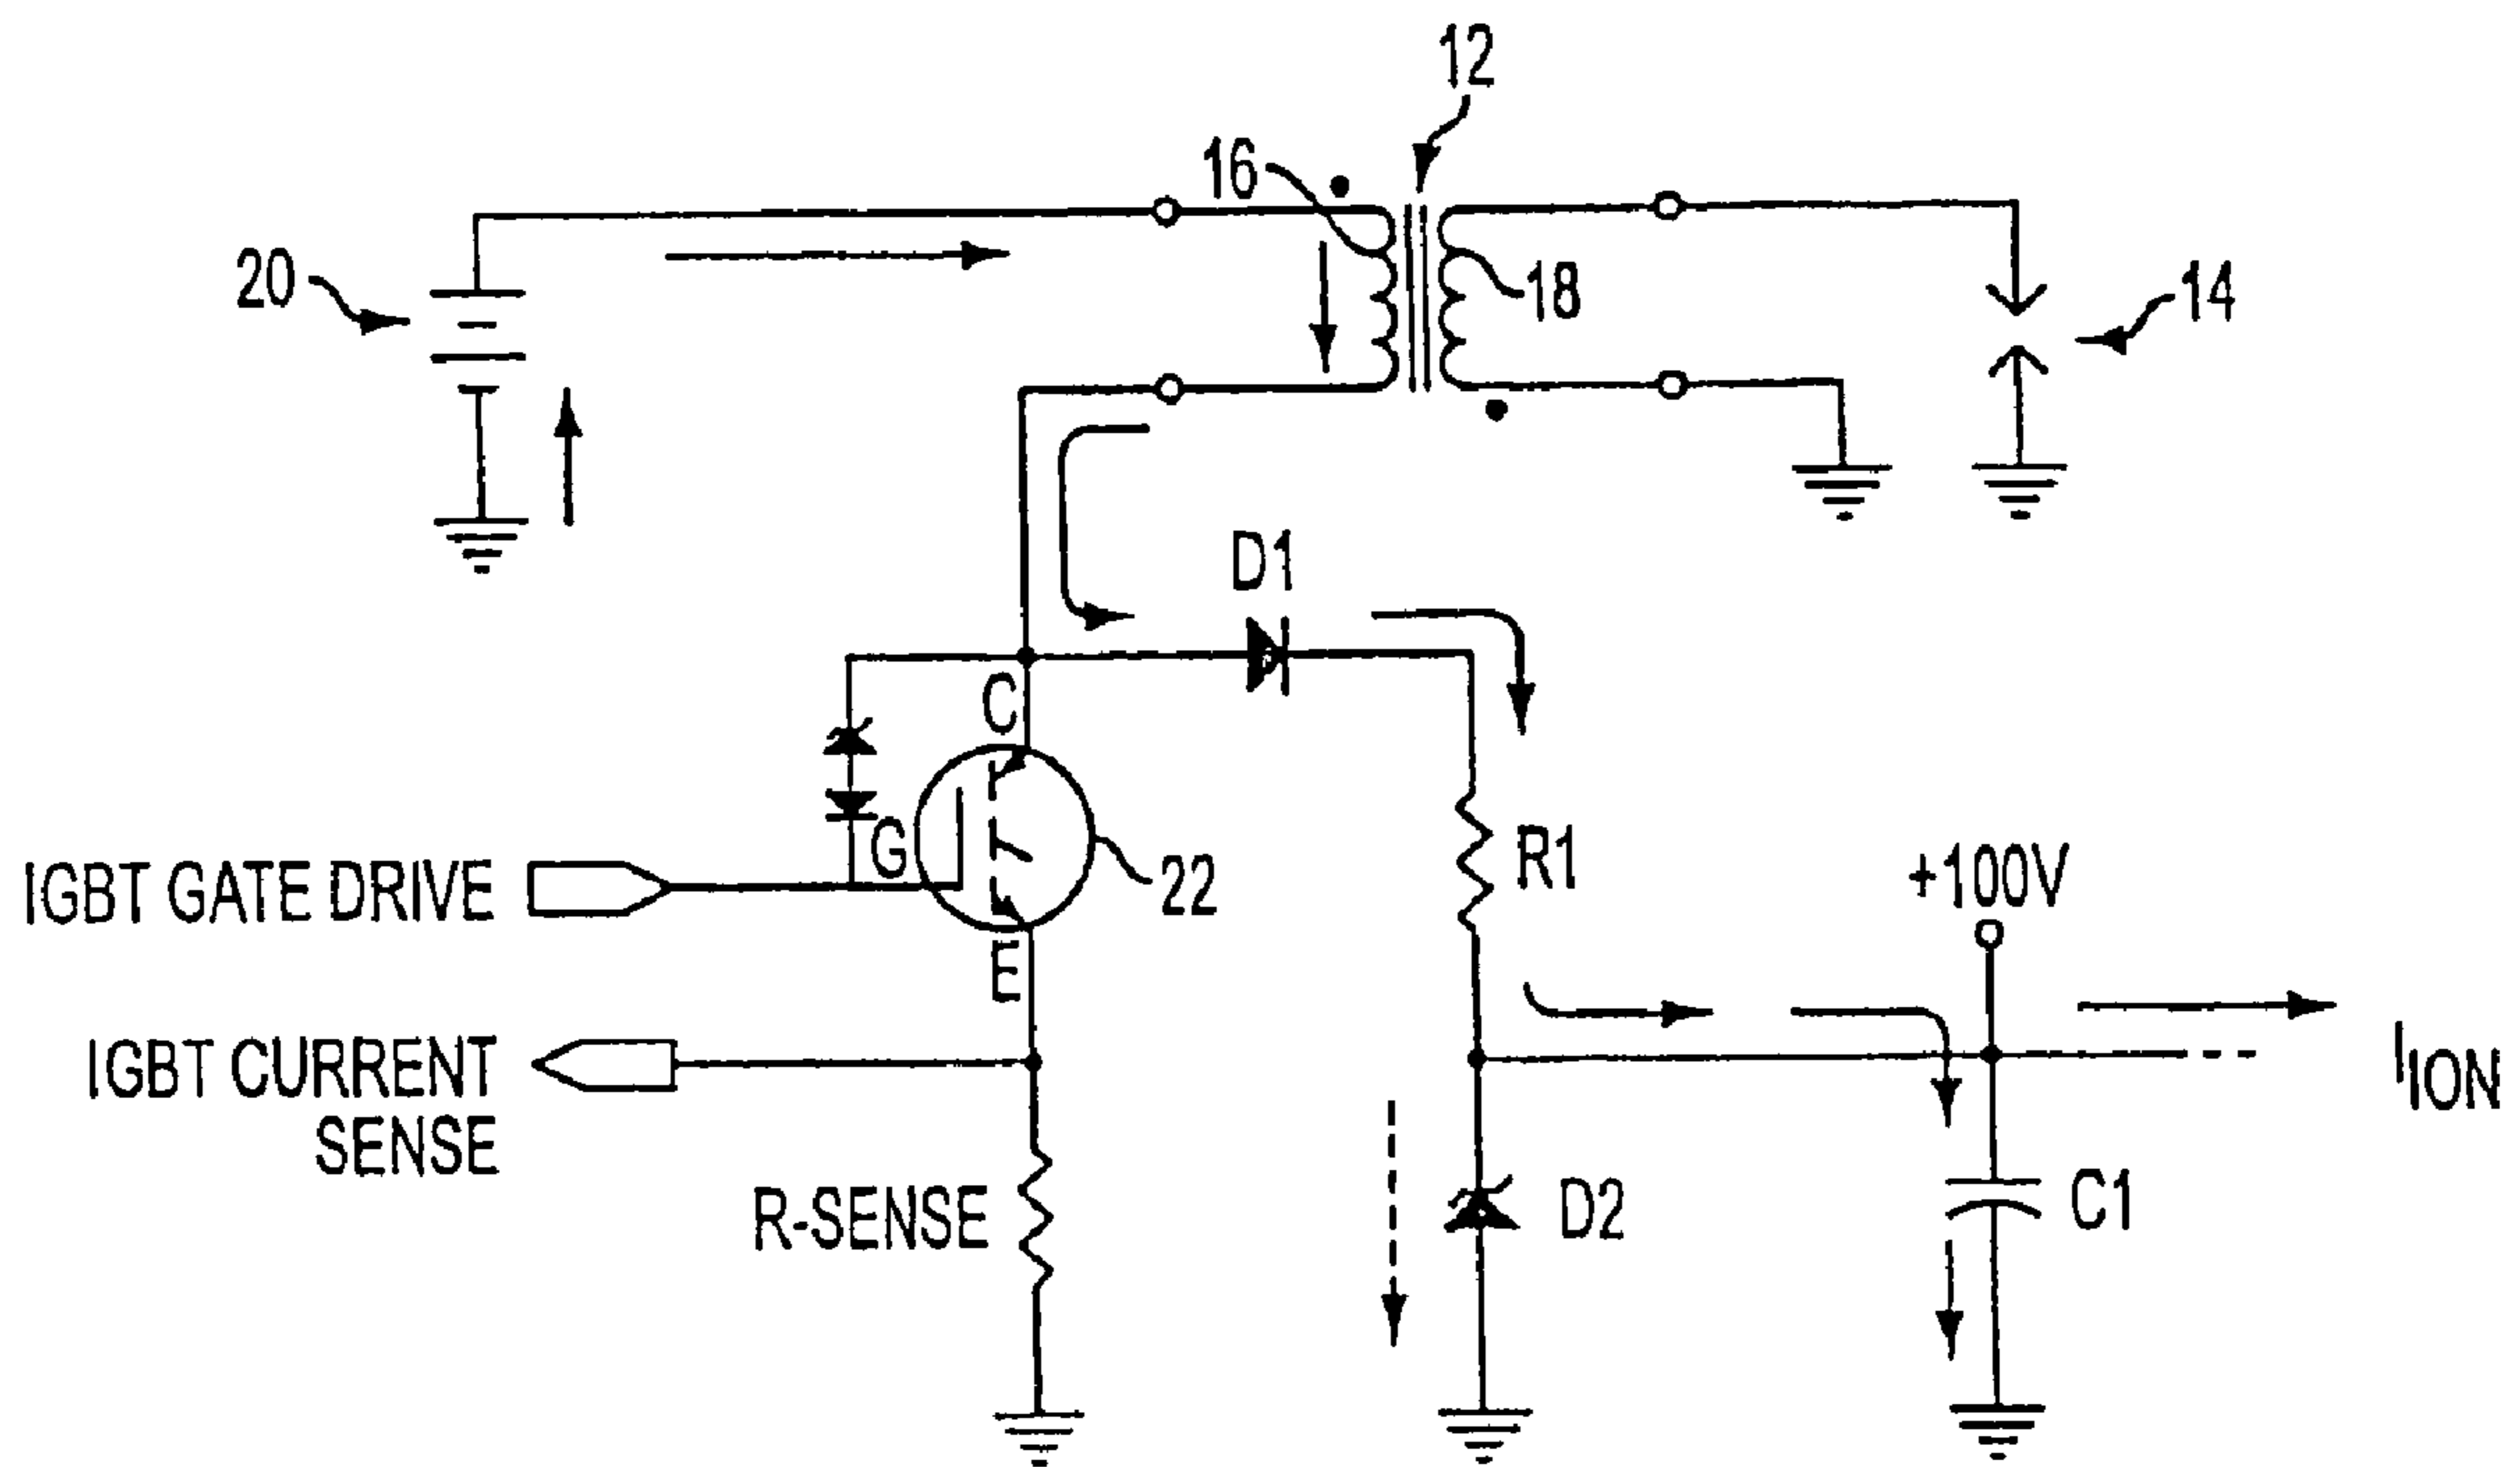 12
16
20
18
14
D1
C
G
22
R1
IGBT GATE DRIVE
+100V
E
IGBT CURRENT
SENSE
I ION
R-SENSE
D2
C1